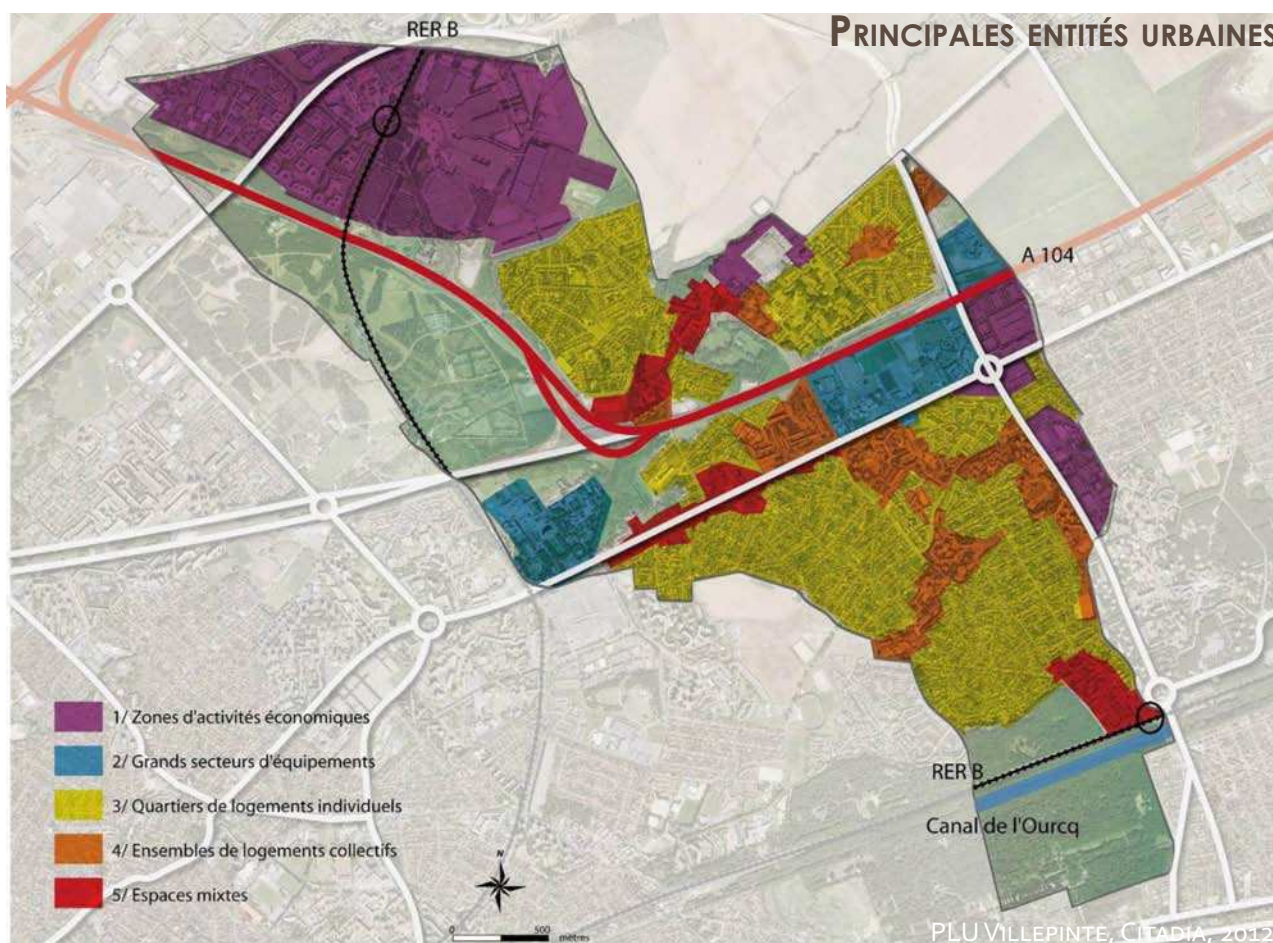 PRINCIPALES ENTITÉS URBAINES
RER B
A 104
1/ Zones d'activités économiques
2/ Grands secteurs d'équipements
3/ Quartiers de logements individuels
4/ Ensembles de logements collectifs
5/ Espaces mixtes
RER B
Canal de l'Ourcq
N
0 500
mètres
PLU VILLEPINTE, CITADIA, 2012